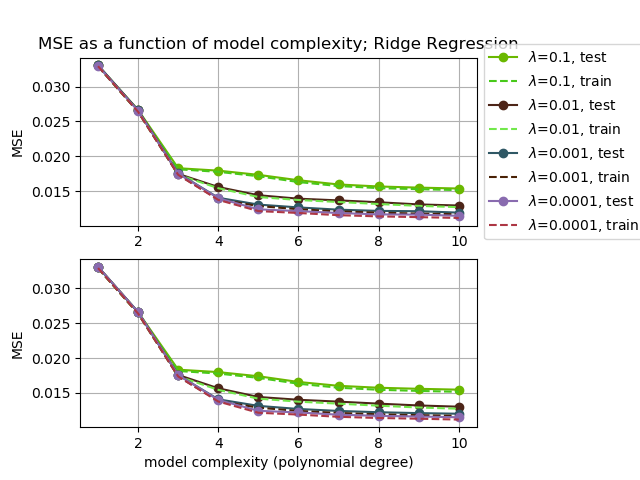 MSE as a function of model complexity; Ridge Regression
λ=0.1, test
λ=0.1, train
λ=0.01, test
λ=0.01, train
λ=0.001, test
λ=0.001, train
λ=0.0001, test
λ=0.0001, train
MSE
0.030
0.025
0.020
0.015
2 4 6 8 10
MSE
0.030
0.025
0.020
0.015
2 4 6 8 10
model complexity (polynomial degree)